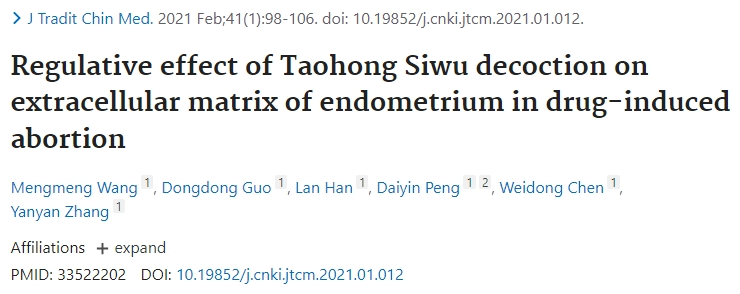 J Tradit Chin Med. 2021 Feb;41(1):98-106. doi: 10.19852/j.cnki.jtcm.2021.01.012.
Regulative effect of Taohong Siwu decoction on
extracellular matrix of endometrium in drug-induced
abortion
Mengmeng Wang 1, Dongdong Guo 1, Lan Han 1, Daiyin Peng 1 2, Weidong Chen 1,
Yanyan Zhang 1
Affiliations + expand
PMID: 33522202 DOI: 10.19852/j.cnki.jtcm.2021.01.012